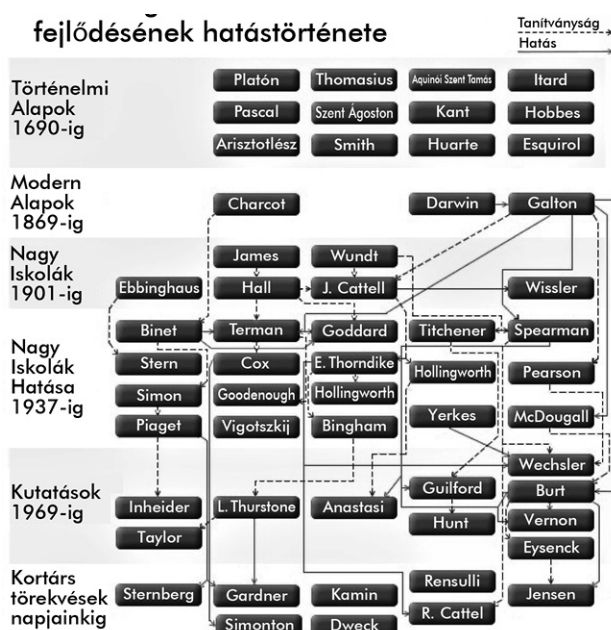 fejlődésének hatástörténete
Tanítványság
Hatás
Történelmi
Alapok
1690-ig
Platón Thomasius Aquinói Szent Tamás Itard
Pascal Szent Ágoston Kant Hobbes
Arisztotlész Smith Huarte Esquirol
Modern
Alapok
1869-ig
Charcot Darwin Galton
Nagy
Iskolák
1901-ig
James Wundt
Ebbinghaus Hall J. Cattell Wissler
Nagy
Iskolák
Hatása
1937-ig
Binet Terman Goddard Titchener Spearman
Stern Cox E. Thorndike Hollingworth Pearson
Simon Goodenough Hollingworth
Piaget Vigotszkij Bingham Yerkes McDougall
Kutatások
1969-ig
Wechsler
Guilford Burt
Inheider L. Thurstone Anastasi
Hunt Vernon
Taylor Eysenck
Kortárs
törekvések
napjainkig
Sternberg Gardner Kamin Rensulli Jensen
Simonton Dweck R. Cattel